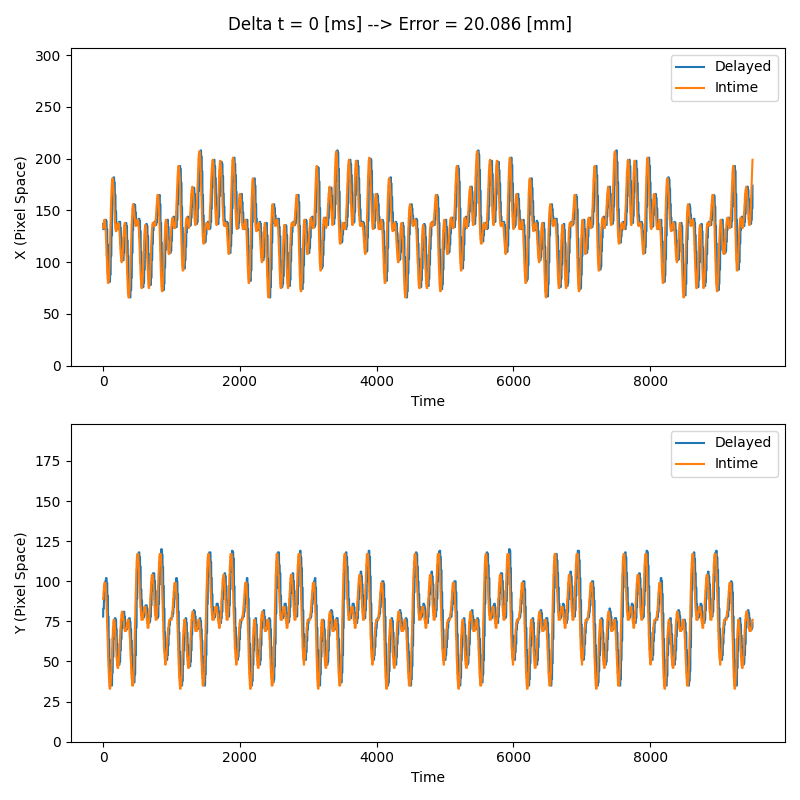 Delta t = 0 [ms] --> Error = 20.086 [mm]
300
250
200
150
100
50
0
X (Pixel Space)
Delayed
Intime
0
2000
4000
6000
8000
Time
175
150
125
100
75
50
25
0
Y (Pixel Space)
Delayed
Intime
0
2000
4000
6000
8000
Time